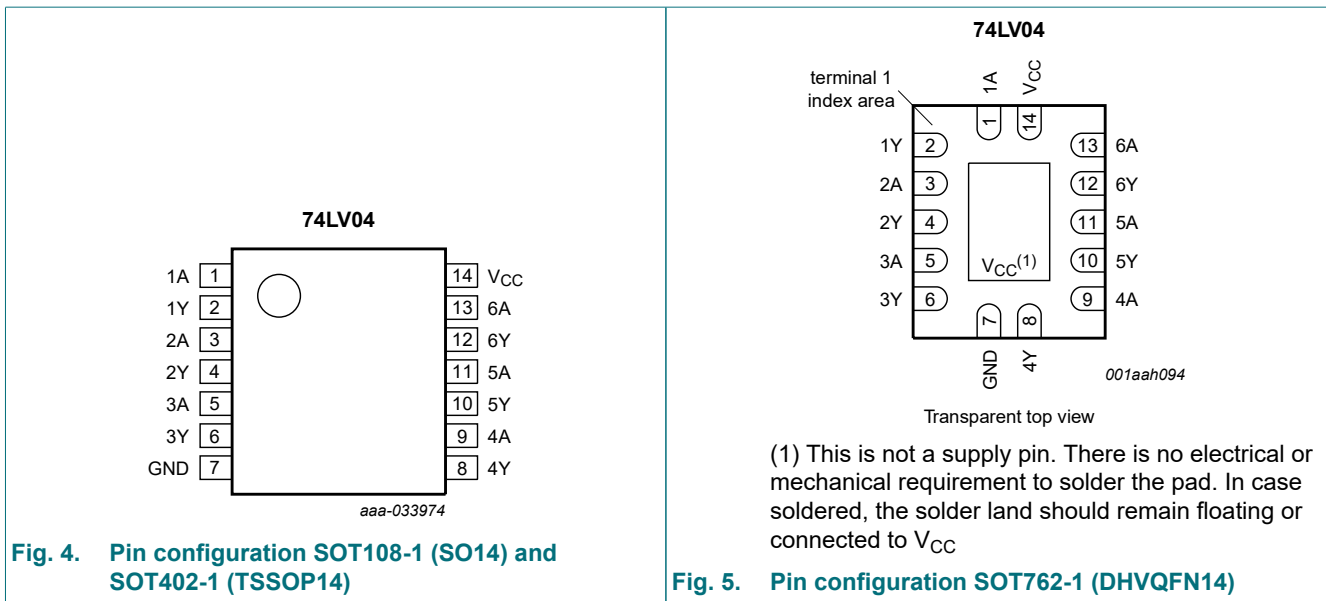 74LV04
1A 1
14 VCC
1Y 2
13 6A
2A 3
12 6Y
2Y 4
11 5A
3A 5
10 5Y
3Y 6
9 4A
GND 7
8 4Y
aaa-033974
Fig. 4. Pin configuration SOT108-1 (SO14) and
SOT402-1 (TSSOP14)
74LV04
terminal 1
index area
1A
VCC
1
14
1Y 2
13 6A
2A 3
12 6Y
2Y 4
11 5A
3A 5
10 5Y
VCC(1)
3Y 6
9 4A
7
8
GND
4Y
001aah094
Transparent top view
(1) This is not a supply pin. There is no electrical or
mechanical requirement to solder the pad. In case
soldered, the solder land should remain floating or
connected to VCC
Fig. 5. Pin configuration SOT762-1 (DHVQFN14)